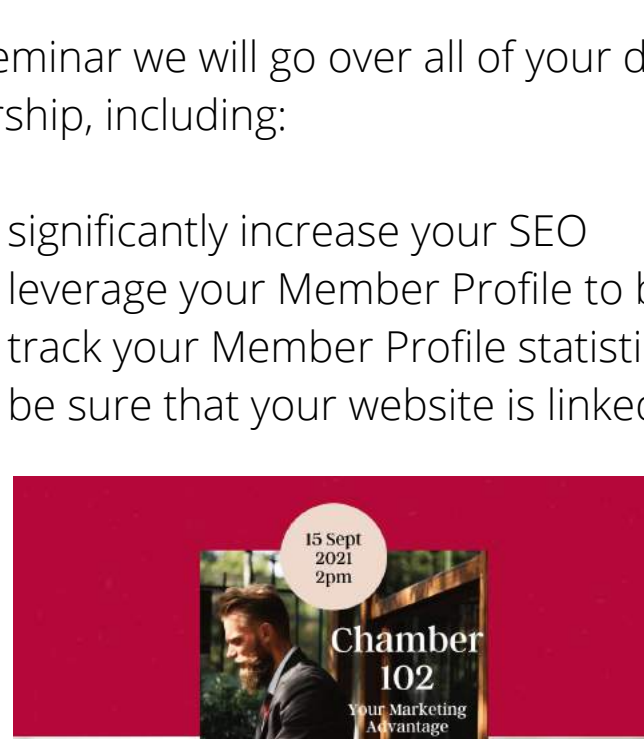 eminar we will go over all of your d
rship, including:
significantly increase your SEO
leverage your Member Profile to b
track your Member Profile statisti
be sure that your website is linked
15 Sept
2021
2pm
Chamber
102
Your Marketing
Advantage